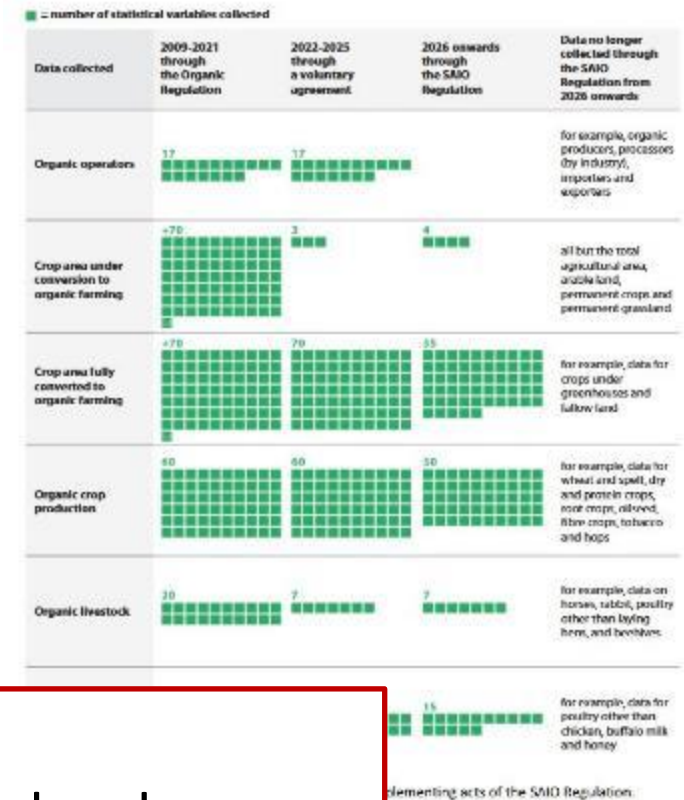 = number of statistical variables collected
Data collected
2009-2021
through
the Organic
Regulation
2022-2025
through
a voluntary
agreement
2026 onwards
through
the SAIO
Regulation
Data no longer
collected through
the SAIO
Regulation from
2026 onwards
Organic operators
17
17
for example, organic
producers, processors
(by industry),
importers and
exporters
Crop area under
conversion to
organic farming
+70
3
4
all but the total
agricultural area,
arable land,
permanent crops and
permanent grassland
Crop area fully
converted to
organic farming
+70
70
55
for example, data for
crops under
greenhouses and
fallow land
Organic crop
production
60
60
50
for example, data for
wheat and spelt, dry
and protein crops,
root crops, oilseed,
fibre crops, tobacco
and hops
Organic livestock
20
7
7
for example, data on
horses, rabbit, poultry
other than laying
hens, and beehives
15
for example, data for
poultry other than
chicken, buffalo milk
and honey
plementing acts of the SAIO Regulation.